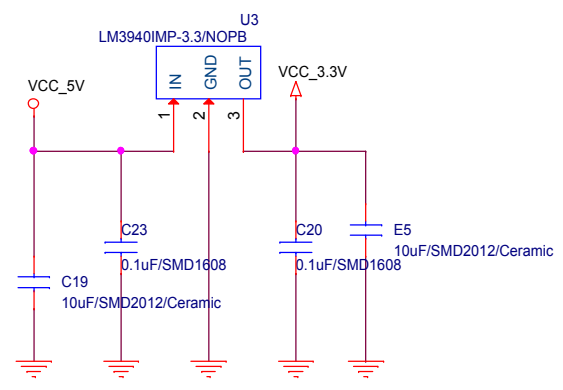 U3
LM3940IMP-3.3/NOPB
IN
GND
OUT
1
2
3
VCC_5V
VCC_3.3V
C23
0.1uF/SMD1608
C20
0.1uF/SMD1608
E5
10uF/SMD2012/Ceramic
C19
10uF/SMD2012/Ceramic